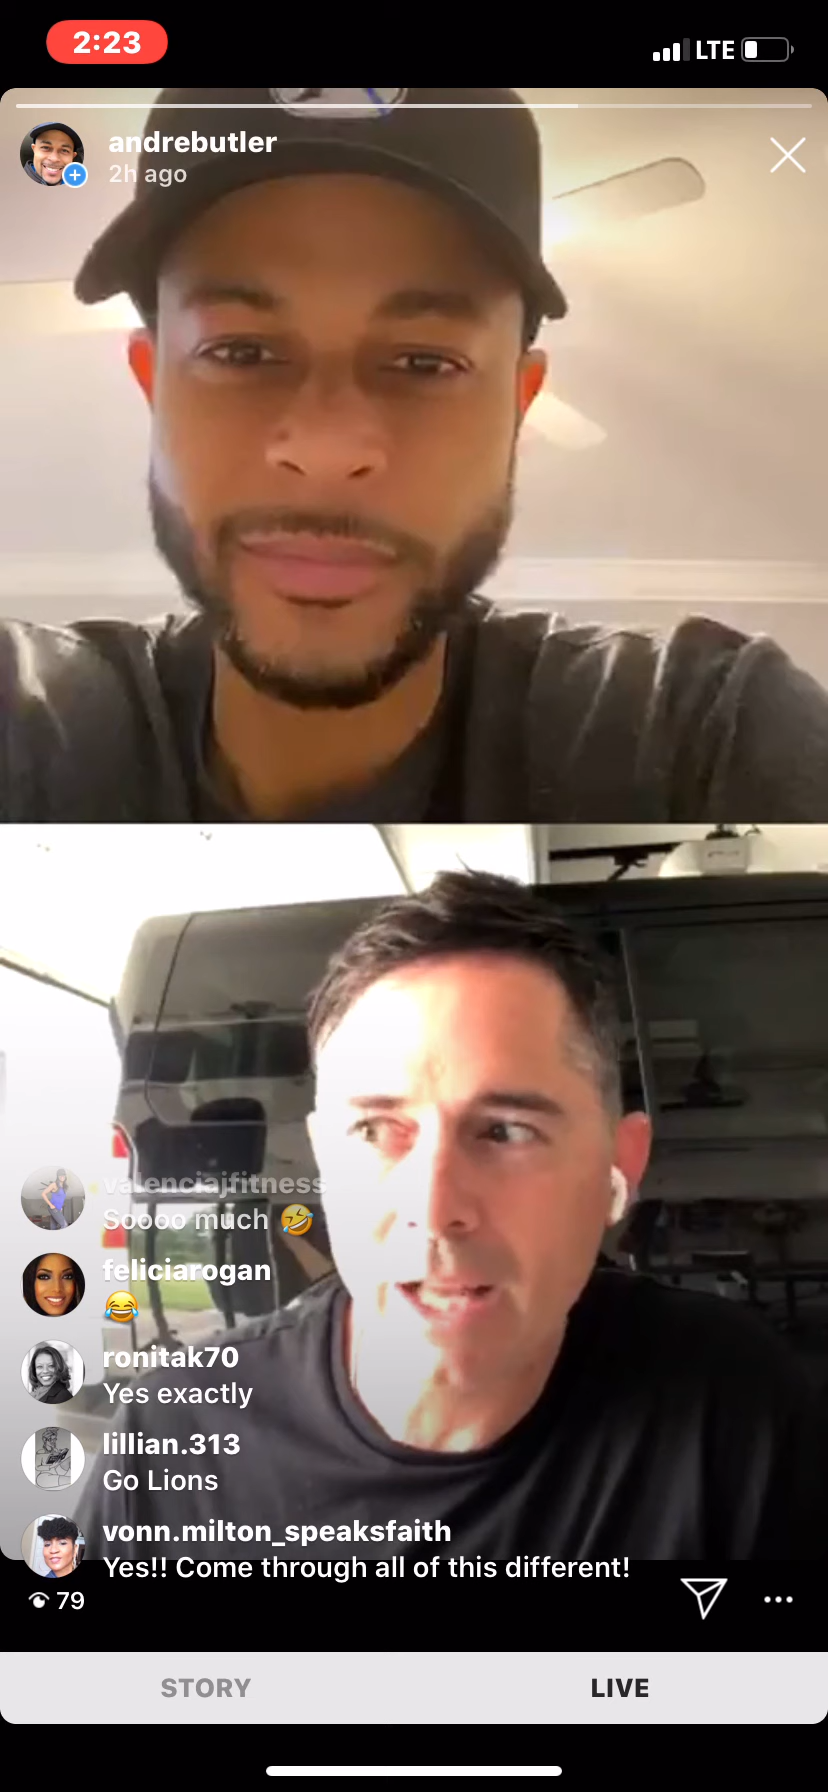 2:23
LTE
andrebutler
2h ago
valenciajfitness
Soooo much 🤣
feliciarogan
😂
ronitak70
Yes exactly
lillian.313
Go Lions
vonn.milton_speaksfaith
Yes!! Come through all of this different!
79
STORY
LIVE